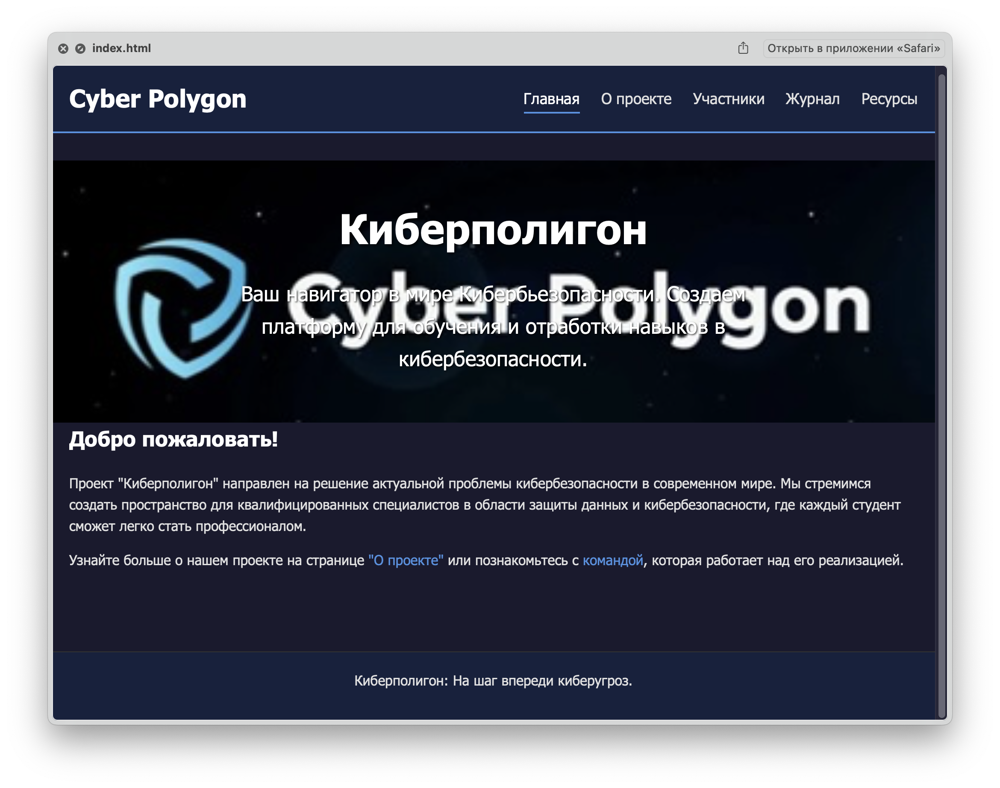 index.html
Открыть в приложении «Safari»
Cyber Polygon
Главная О проекте Участники Журнал Ресурсы
Киберполигон
Cyber Polygon
Ваш навигатор в мире Кибербьезопасности. Создаем
платформу для обучения и отработки навыков в
кибербезопасности.
Добро пожаловать!
Проект "Киберполигон" направлен на решение актуальной проблемы кибербезопасности в современном мире. Мы стремимся
создать пространство для квалифицированных специалистов в области защиты данных и кибербезопасности, где каждый студент
сможет легко стать профессионалом.
Узнайте больше о нашем проекте на странице "О проекте" или познакомьтесь с командой, которая работает над его реализацией.
Киберполигон: На шаг впереди киберугроз.